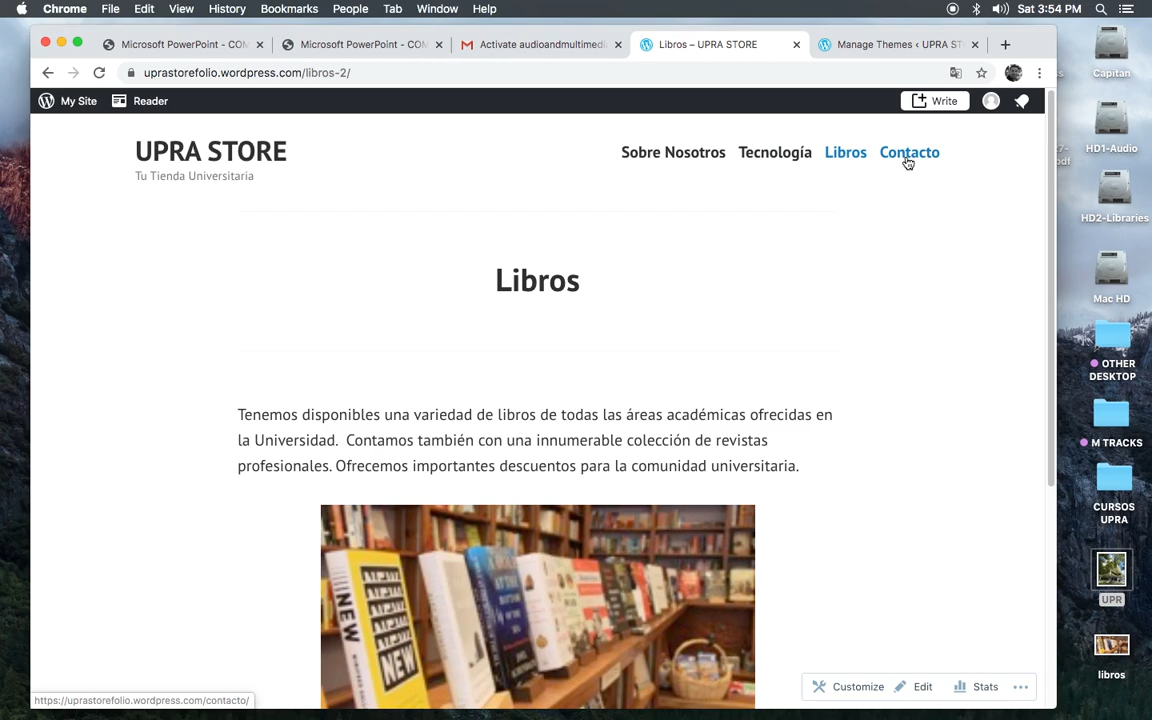 Chrome File Edit View History Bookmarks People Tab Window Help Sat 3:54 PM
Microsoft PowerPoint - COM Microsoft PowerPoint - COM Activate audioandmultimedi Libros – UPRA STORE Manage Themes ‹ UPRA ST
uprastorefolio.wordpress.com/libros-2/
My Site Reader Write
UPRA STORE
Tu Tienda Universitaria
Sobre Nosotros Tecnología Libros Contacto
Libros
Tenemos disponibles una variedad de libros de todas las áreas académicas ofrecidas en
la Universidad. Contamos también con una innumerable colección de revistas
profesionales. Ofrecemos importantes descuentos para la comunidad universitaria.
NEW
NEW
Customize Edit Stats
https://uprastorefolio.wordpress.com/contacto/
Capitan
HD1-Audio
HD2-Libraries
Mac HD
OTHER
DESKTOP
M TRACKS
CURSOS
UPRA
UPR
libros